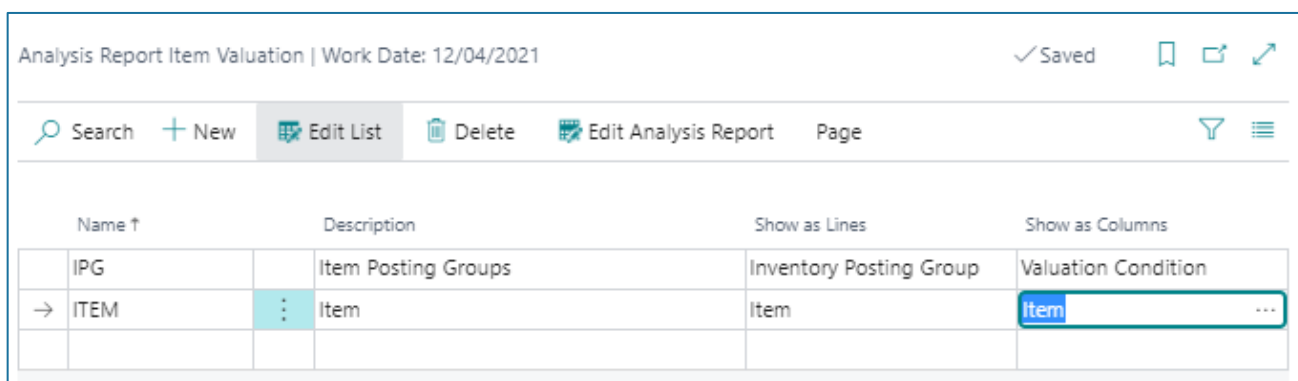 Analysis Report Item Valuation | Work Date: 12/04/2021 ✓ Saved
Search + New Edit List Delete Edit Analysis Report Page
Name ↑ Description Show as Lines Show as Columns
IPG Item Posting Groups Inventory Posting Group Valuation Condition
→ ITEM ⋮ Item Item Item ...